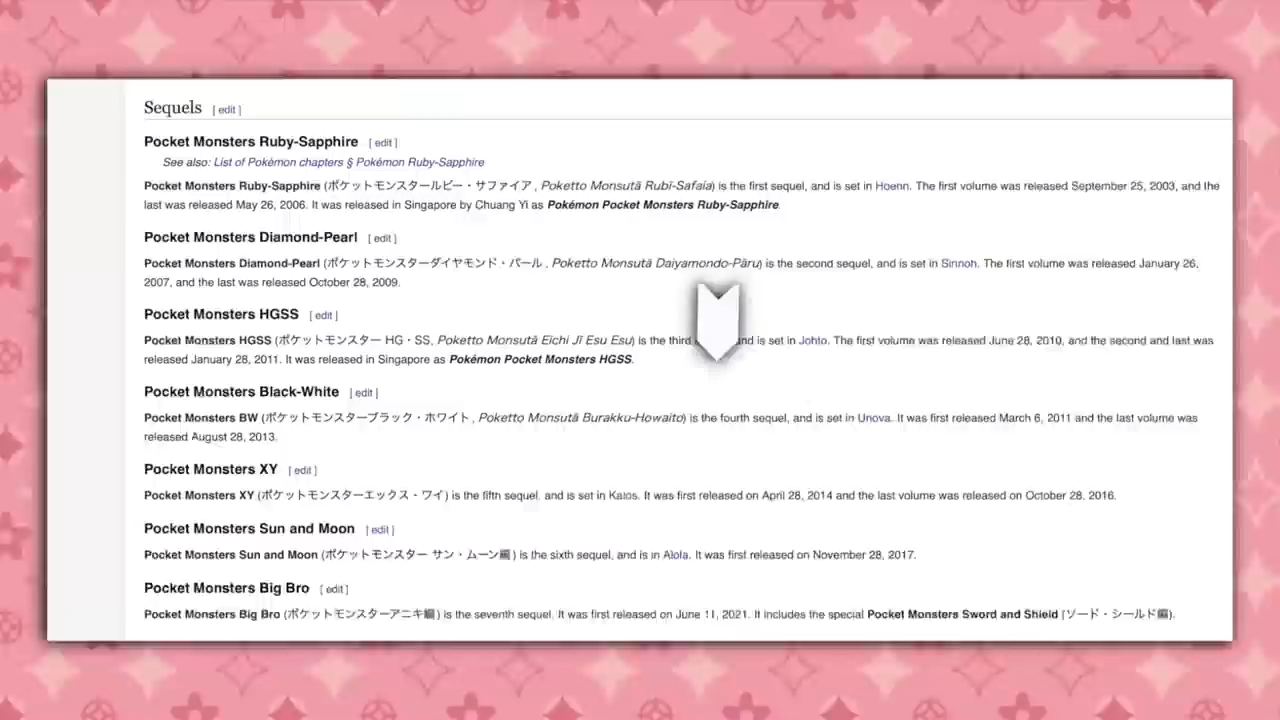 Sequels [ edit ]
Pocket Monsters Ruby-Sapphire [ edit ]
See also: List of Pokémon chapters § Pokémon Ruby-Sapphire
Pocket Monsters Ruby-Sapphire (ポケットモンスタールビー・サファイア , Poketto Monsutā Rubī-Safaia) is the first sequel, and is set in Hoenn. The first volume was released September 25, 2003, and the
last was released May 26, 2006. It was released in Singapore by Chuang Yi as Pokémon Pocket Monsters Ruby-Sapphire.
Pocket Monsters Diamond-Pearl [ edit ]
Pocket Monsters Diamond-Pearl (ポケットモンスターダイヤモンド・パール , Poketto Monsutā Daiyamondo-Pāru) is the second sequel, and is set in Sinnoh. The first volume was released January 26,
2007, and the last was released October 28, 2009.
Pocket Monsters HGSS [ edit ]
Pocket Monsters HGSS (ポケットモンスター HG・SS, Poketto Monsutā Eichi Jī Esu Esu) is the third and is set in Johto. The first volume was released June 28, 2010, and the second and last was
released January 28, 2011. It was released in Singapore as Pokémon Pocket Monsters HGSS.
Pocket Monsters Black-White [ edit ]
Pocket Monsters BW (ポケットモンスターブラック・ホワイト , Poketto Monsutā Burakku-Howaito) is the fourth sequel, and is set in Unova. It was first released March 6, 2011 and the last volume was
released August 28, 2013.
Pocket Monsters XY [ edit ]
Pocket Monsters XY (ポケットモンスターエックス・ワイ) is the fifth sequel, and is set in Kalos. It was first released on April 28, 2014 and the last volume was released on October 28, 2016.
Pocket Monsters Sun and Moon [ edit ]
Pocket Monsters Sun and Moon (ポケットモンスター サン・ムーン編) is the sixth sequel, and is in Alola. It was first released on November 28, 2017.
Pocket Monsters Big Bro [ edit ]
Pocket Monsters Big Bro (ポケットモンスターアニキ編) is the seventh sequel. It was first released on June 11, 2021. It includes the special Pocket Monsters Sword and Shield (ソード・シールド編).